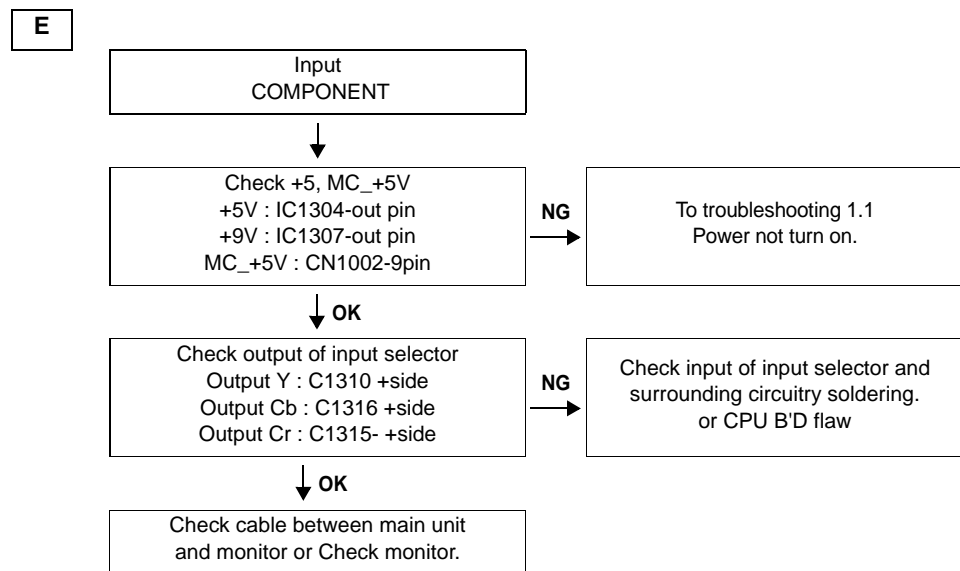 E
Input
COMPONENT
Check +5, MC_+5V
+5V : IC1304-out pin
+9V : IC1307-out pin
MC_+5V : CN1002-9pin
NG
To troubleshooting 1.1
Power not turn on.
OK
Check output of input selector
Output Y : C1310 +side
Output Cb : C1316 +side
Output Cr : C1315- +side
NG
Check input of input selector and
surrounding circuitry soldering.
or CPU B'D flaw
OK
Check cable between main unit
and monitor or Check monitor.